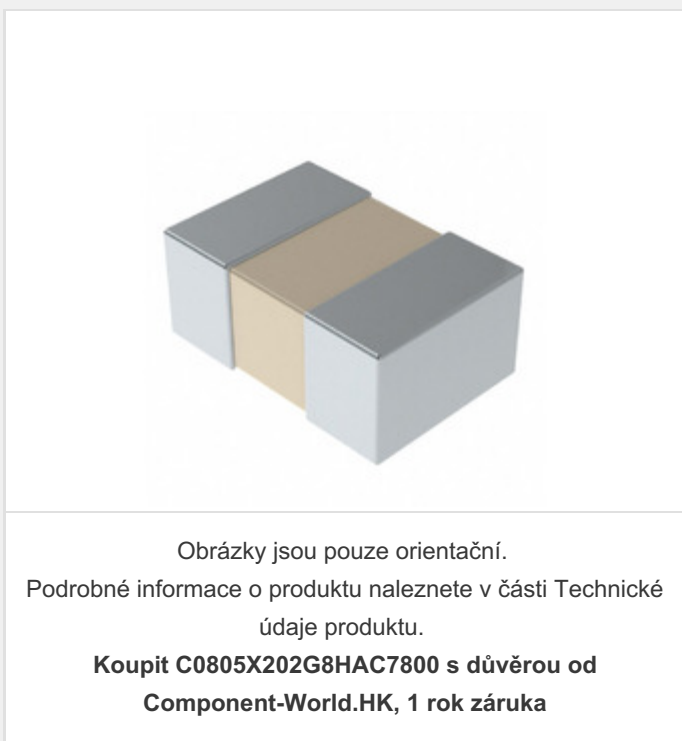 Obrázky jsou pouze orientační.
Podrobné informace o produktu naleznete v části Technické
údaje produktu.
Koupit C0805X202G8HAC7800 s důvěrou od
Component-World.HK, 1 rok záruka